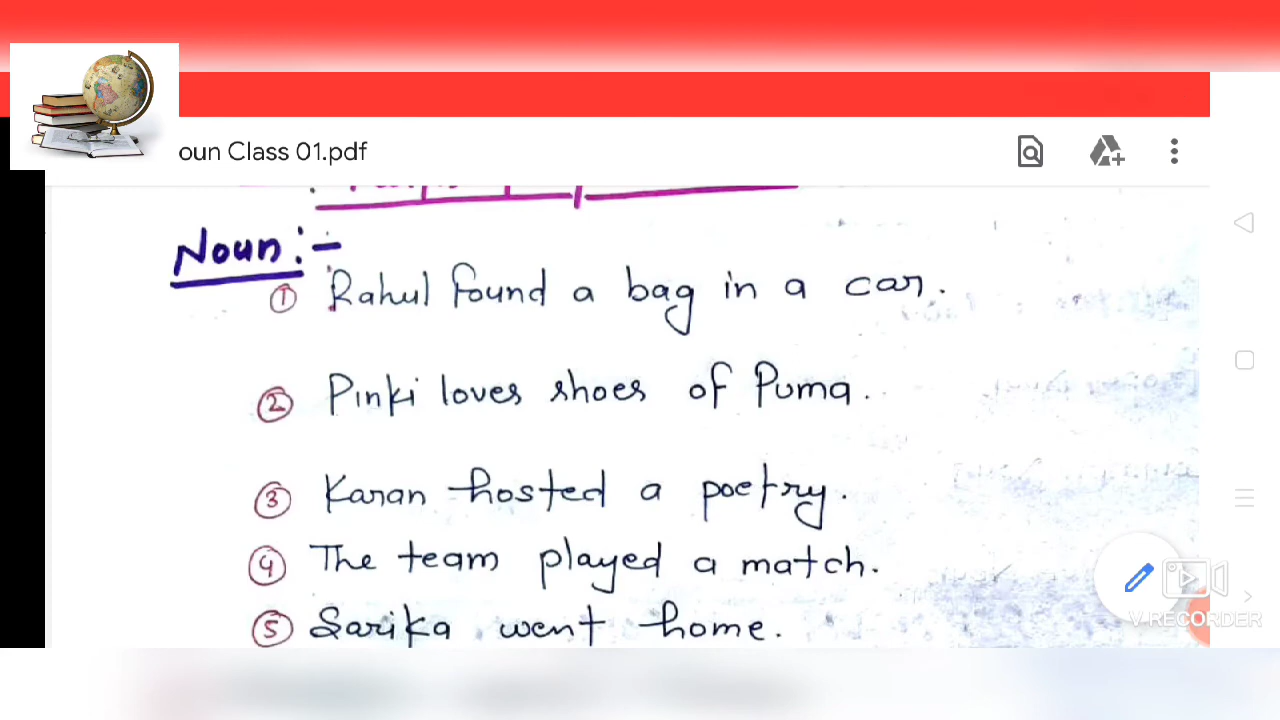 oun Class 01.pdf
Noun :-
① Rahul found a bag in a car.
② Pinki loves shoes of Puma.
③ Karan hosted a poetry.
④ The team played a match.
⑤ Sarika went home.
V RECORDER